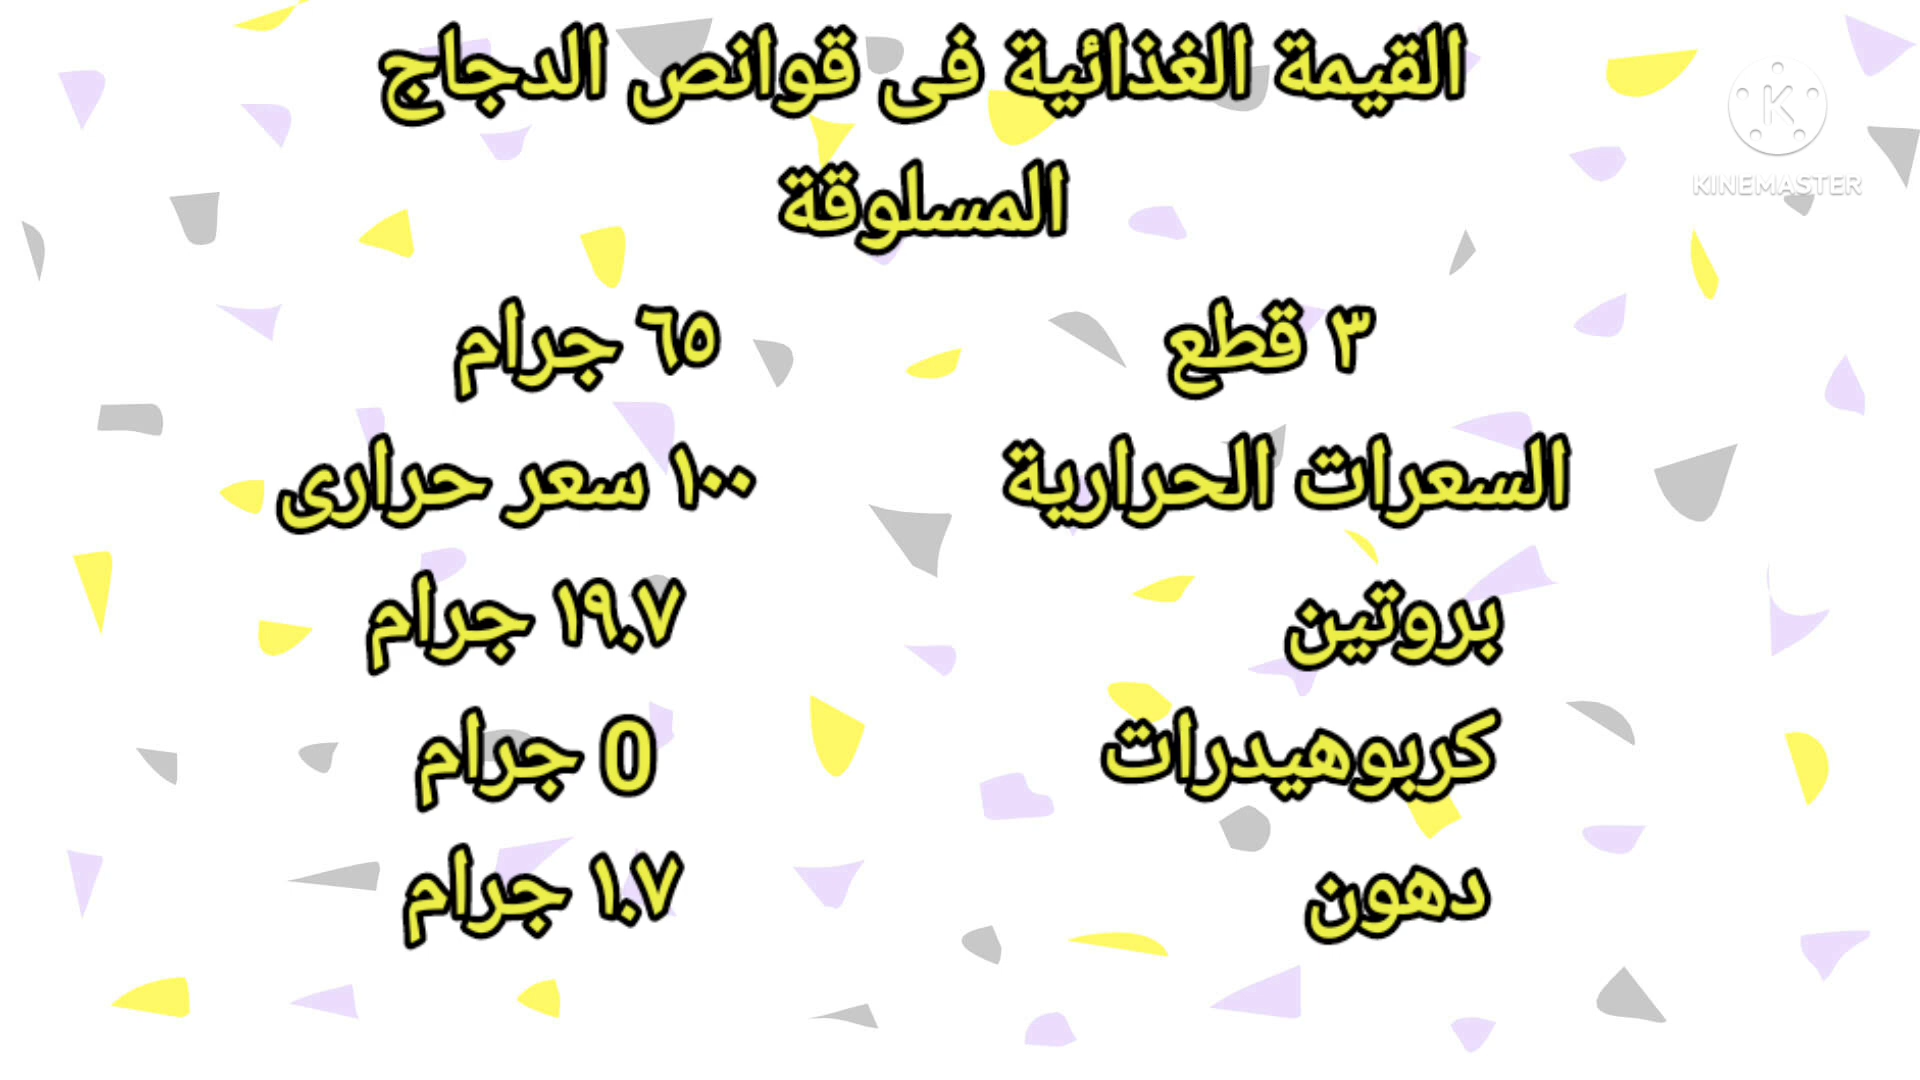 القيمة الغذائية فى قوانص الدجاج
المسلوقة
٣ قطع ٦٥ جرام
السعرات الحرارية ١٠٠ سعر حرارى
بروتين ١٩.٧ جرام
كربوهيدرات 0 جرام
دهون ١.٧ جرام
K
KINEMASTER